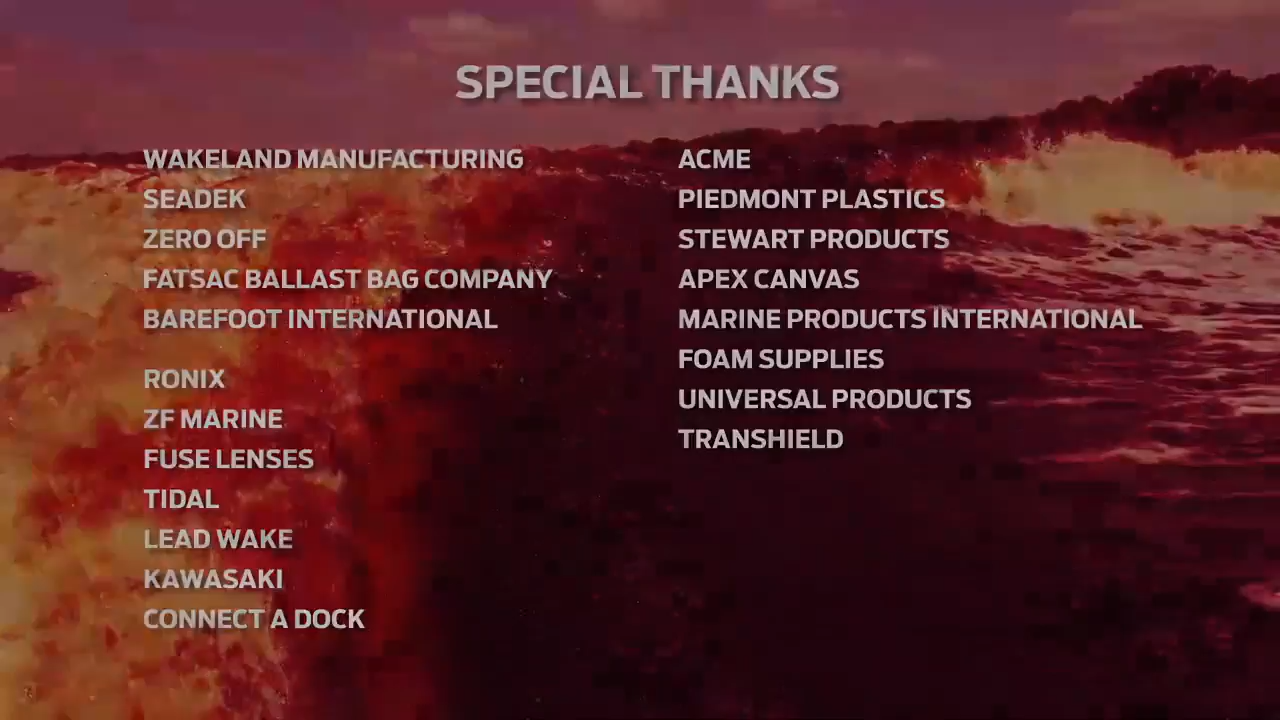 SPECIAL THANKS
WAKELAND MANUFACTURING
SEADEK
ZERO OFF
FATSAC BALLAST BAG COMPANY
BAREFOOT INTERNATIONAL
RONIX
ZF MARINE
FUSE LENSES
TIDAL
LEAD WAKE
KAWASAKI
CONNECT A DOCK
ACME
PIEDMONT PLASTICS
STEWART PRODUCTS
APEX CANVAS
MARINE PRODUCTS INTERNATIONAL
FOAM SUPPLIES
UNIVERSAL PRODUCTS
TRANSHIELD